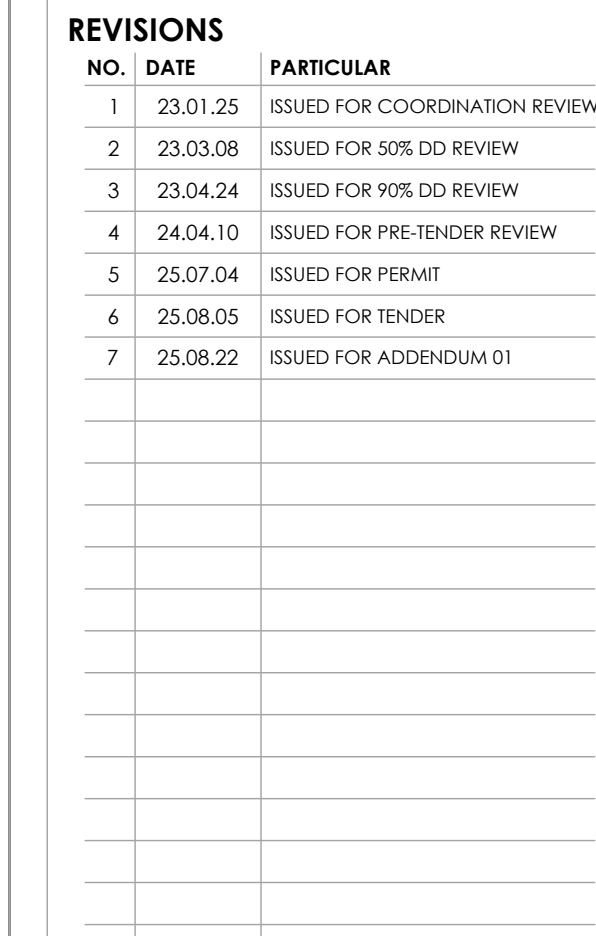 REVISIONS
NO. DATE PARTICULAR
1 23.01.25 ISSUED FOR COORDINATION REVIEW
2 23.03.08 ISSUED FOR 50% DD REVIEW
3 23.04.24 ISSUED FOR 90% DD REVIEW
4 24.04.10 ISSUED FOR PRE-TENDER REVIEW
5 25.07.04 ISSUED FOR PERMIT
6 25.08.05 ISSUED FOR TENDER
7 25.08.22 ISSUED FOR ADDENDUM 01